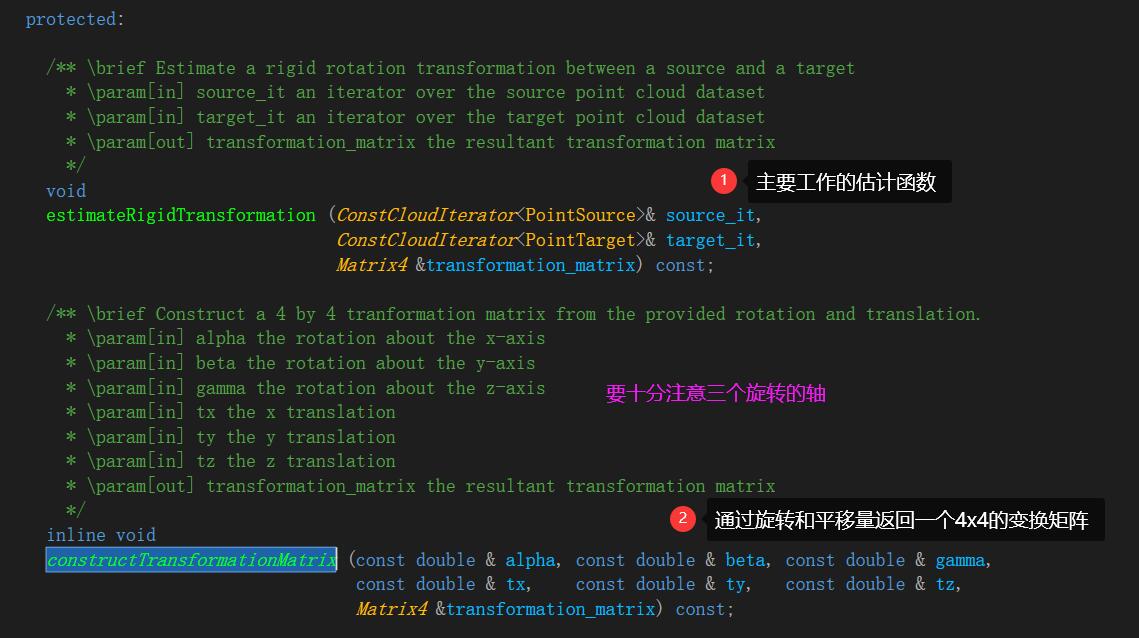 protected:
/** \brief Estimate a rigid rotation transformation between a source and a target
* \param[in] source_it an iterator over the source point cloud dataset
* \param[in] target_it an iterator over the target point cloud dataset
* \param[out] transformation_matrix the resultant transformation matrix
*/
void
1 主要工作的估计函数
estimateRigidTransformation (ConstCloudIterator<PointSource>& source_it,
ConstCloudIterator<PointTarget>& target_it,
Matrix4 &transformation_matrix) const;
/** \brief Construct a 4 by 4 tranformation matrix from the provided rotation and translation.
* \param[in] alpha the rotation about the x-axis
* \param[in] beta the rotation about the y-axis
* \param[in] gamma the rotation about the z-axis
要十分注意三个旋转的轴
* \param[in] tx the x translation
* \param[in] ty the y translation
* \param[in] tz the z translation
* \param[out] transformation_matrix the resultant transformation matrix
*/
2 通过旋转和平移量返回一个4x4的变换矩阵
inline void
constructTransformationMatrix (const double & alpha, const double & beta, const double & gamma,
const double & tx, const double & ty, const double & tz,
Matrix4 &transformation_matrix) const;